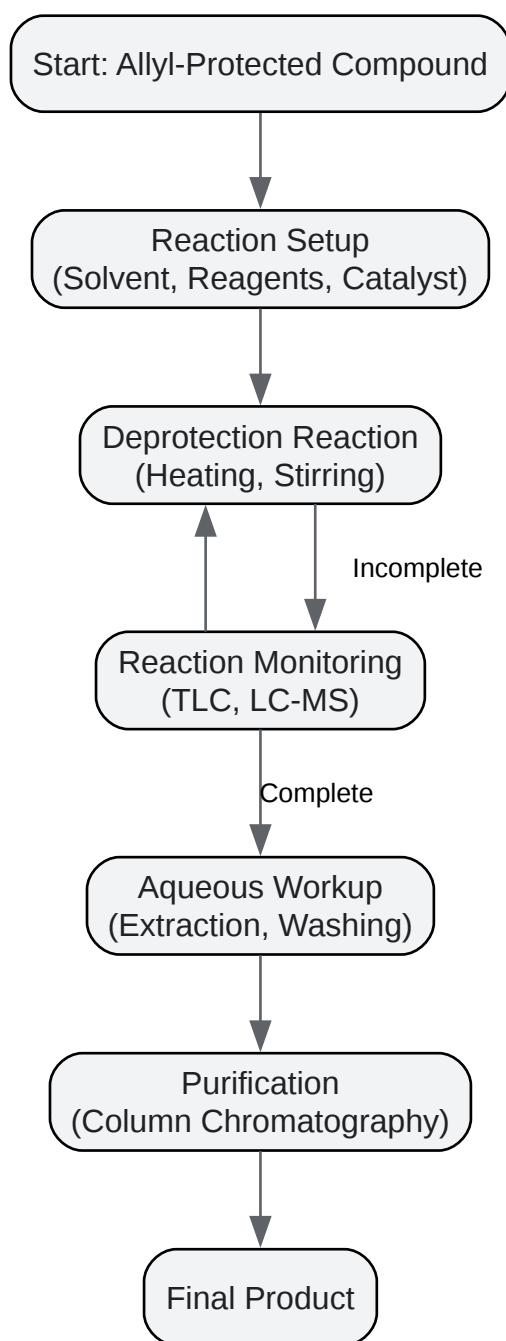 Start: Allyl-Protected Compound
Reaction Setup
(Solvent, Reagents, Catalyst)
Deprotection Reaction
(Heating, Stirring)
Incomplete
Reaction Monitoring
(TLC, LC-MS)
Complete
Aqueous Workup
(Extraction, Washing)
Purification
(Column Chromatography)
Final Product